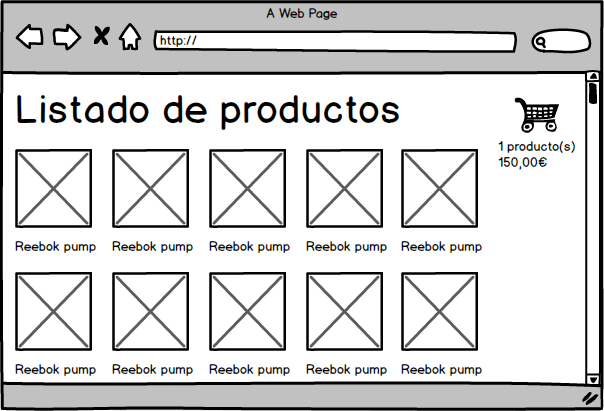 A Web Page
http://
Listado de productos
1 producto(s)
150,00€
Reebok pump Reebok pump Reebok pump Reebok pump Reebok pump
Reebok pump Reebok pump Reebok pump Reebok pump Reebok pump